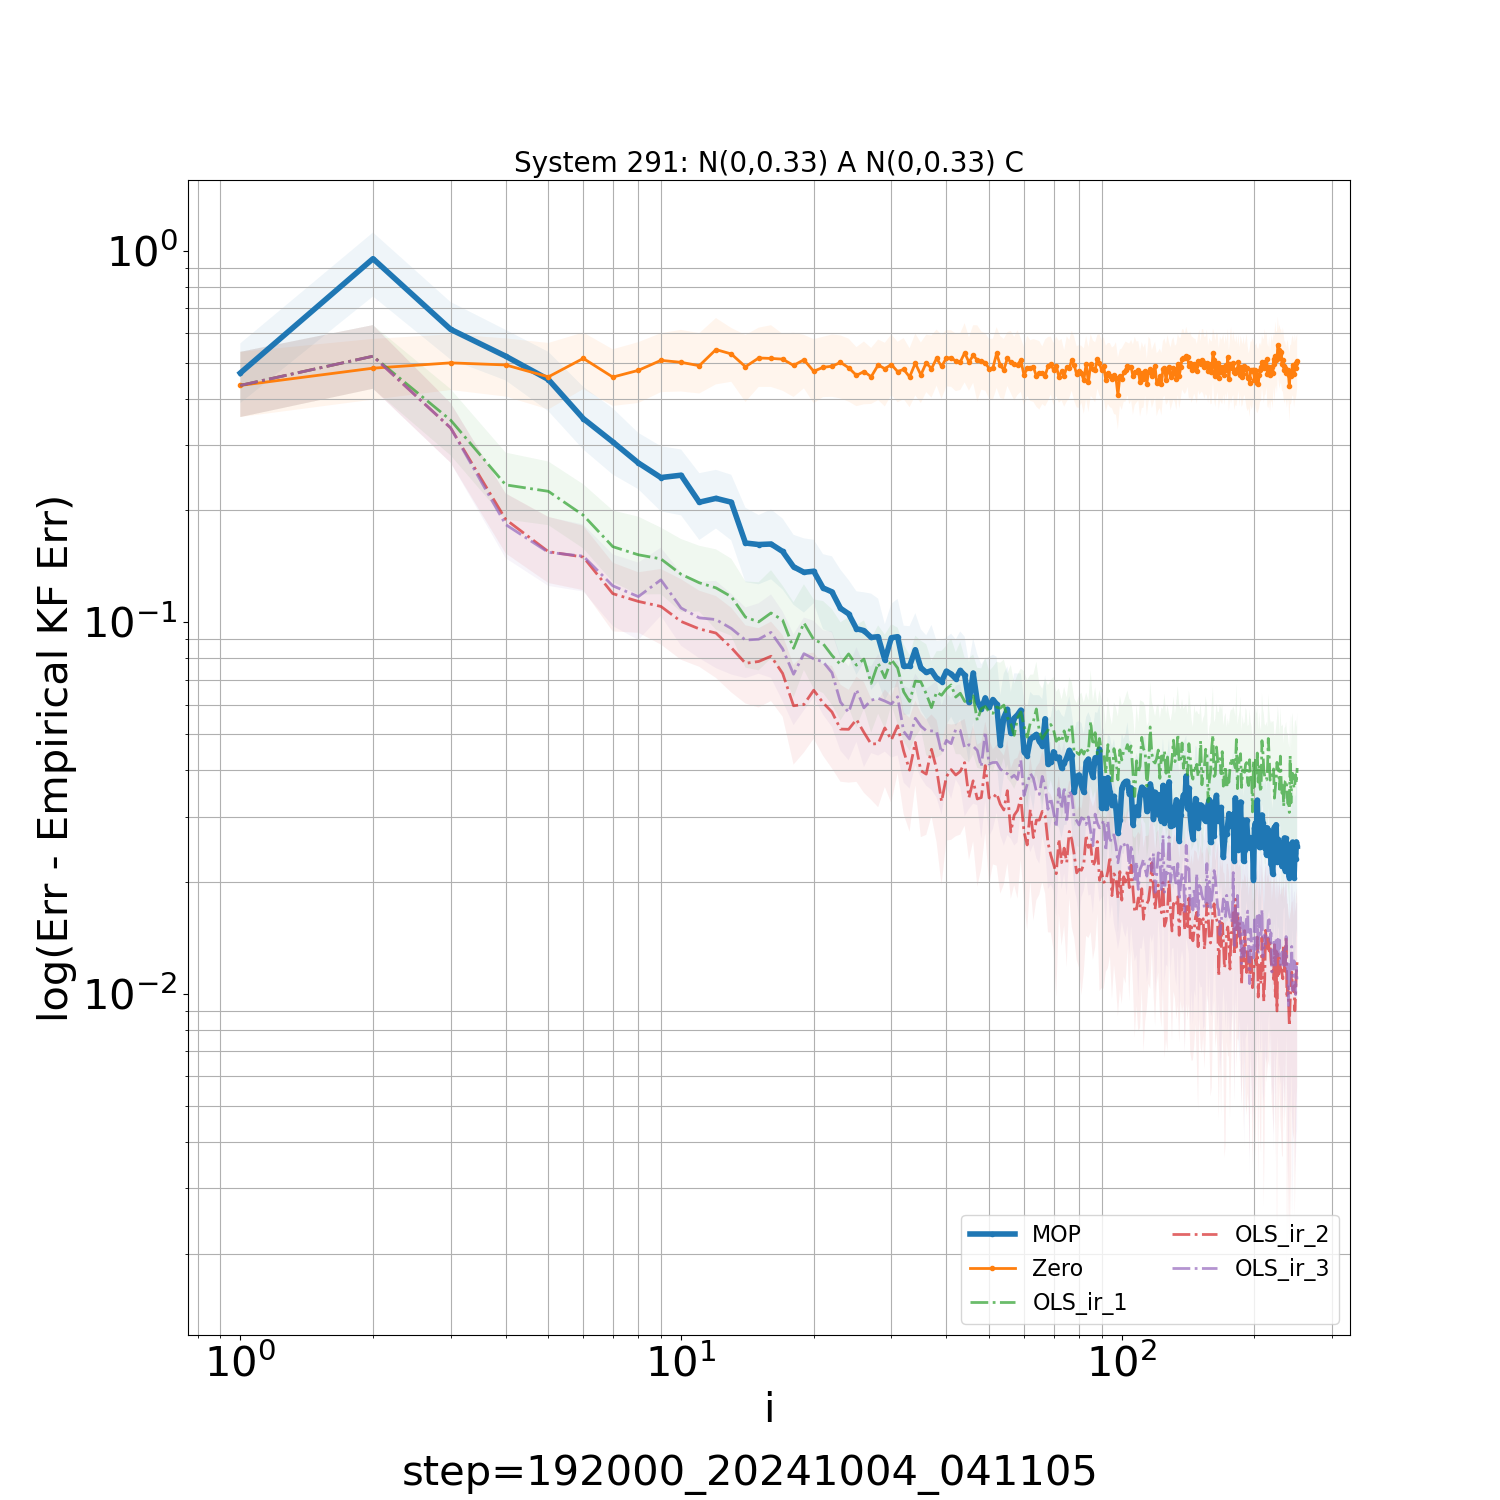 System 291: N(0,0.33) A N(0,0.33) C
log(Err - Empirical KF Err)
10⁰
10⁻¹
10⁻²
10⁰ 10¹ 10²
MOP
Zero
OLS_ir_1
OLS_ir_2
OLS_ir_3
i
step=192000_20241004_041105